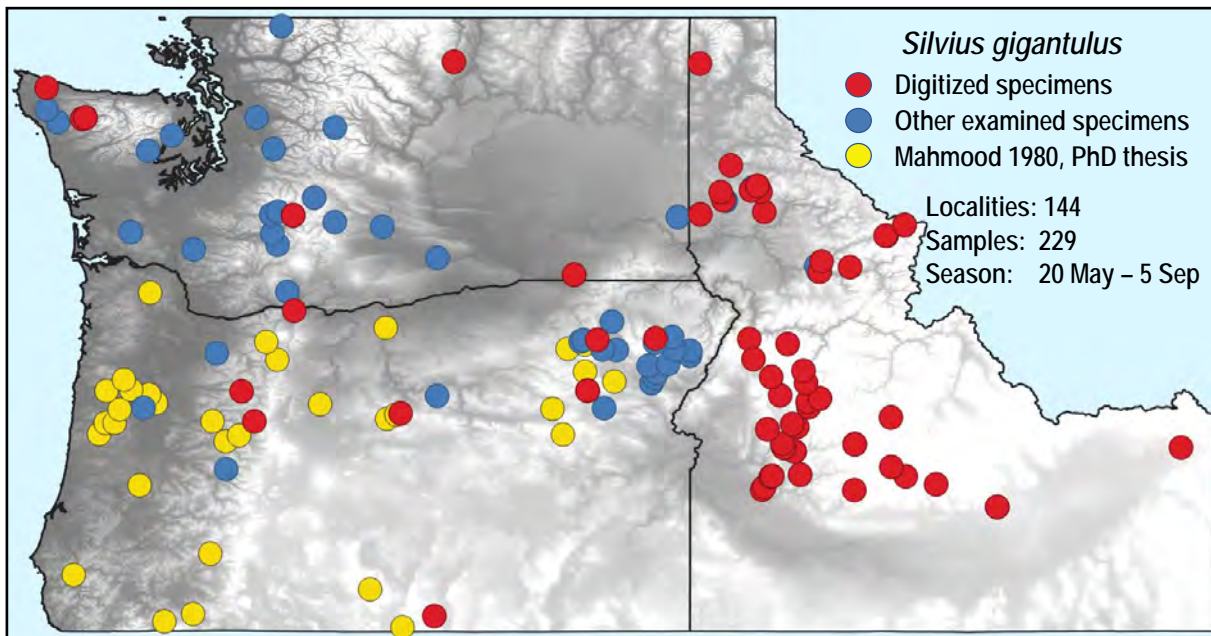 Silvius gigantulus
Digitized specimens
Other examined specimens
Mahmood 1980, PhD thesis
Localities: 144
Samples: 229
Season: 20 May – 5 Sep